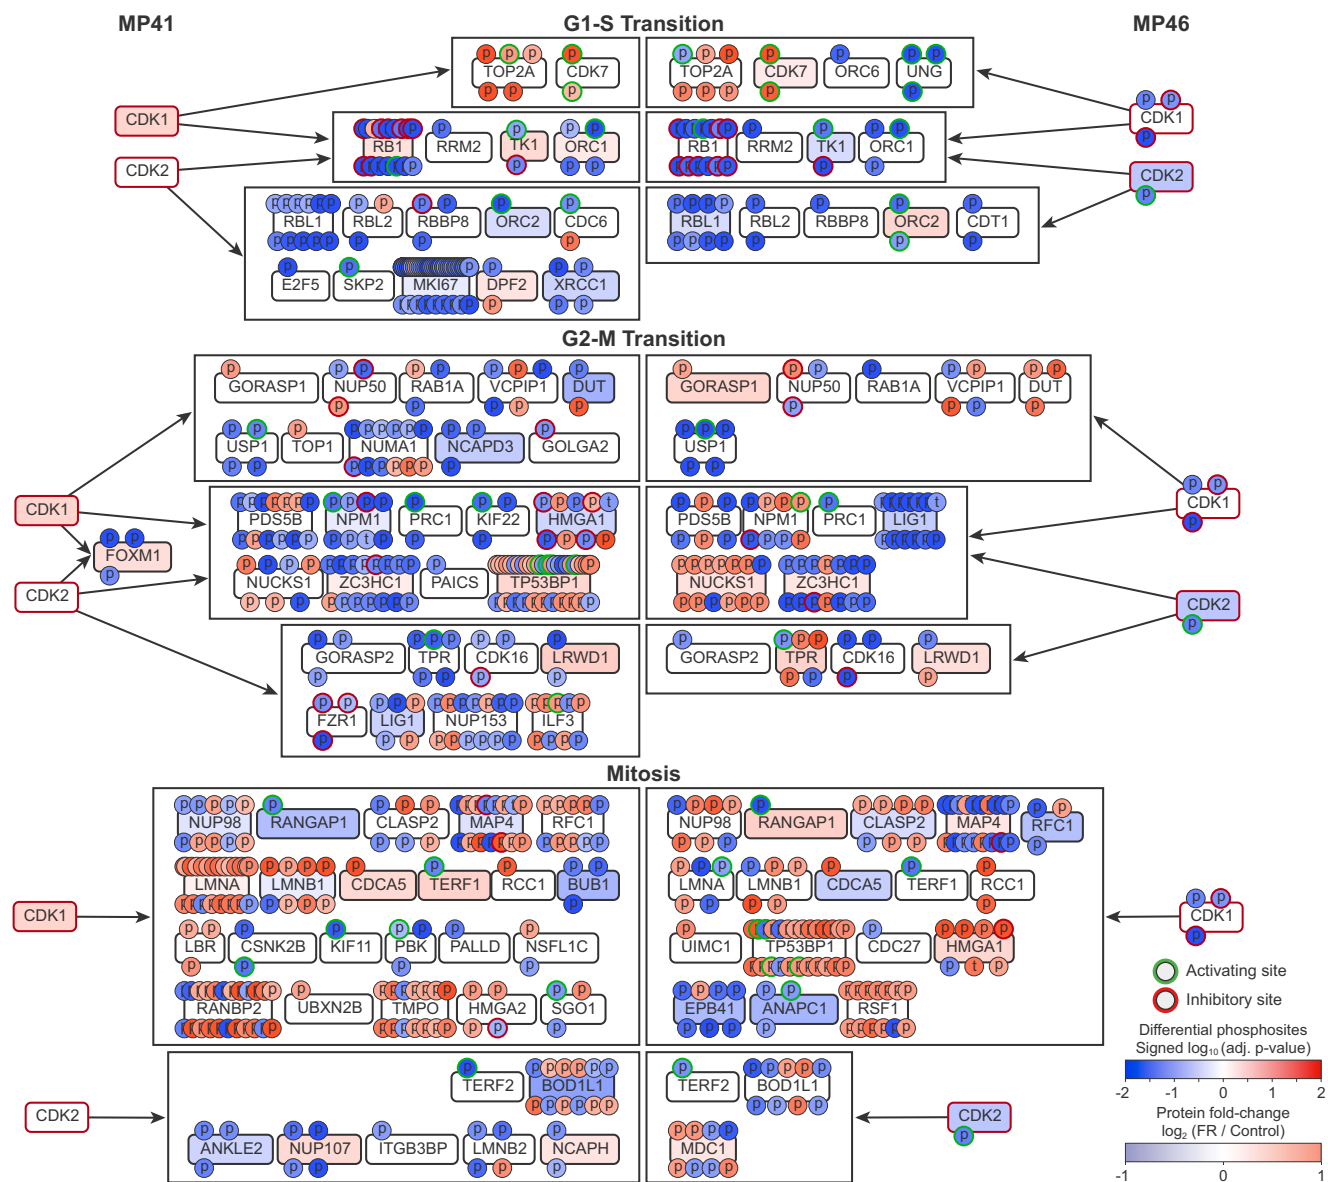 MP41
G1-S Transition
MP46
TOP2A
CDK7
TOP2A
CDK7
ORC6
UNG
CDK1
CDK1
RB1
RRM2
TK1
ORC1
RB1
RRM2
TK1
ORC1
CDK2
CDK2
RBL1
RBL2
RBBP8
ORC2
CDC6
RBL1
RBL2
RBBP8
ORC2
CDT1
E2F5
SKP2
MKI67
DPF2
XRCC1
G2-M Transition
GORASP1
NUP50
RAB1A
VCPIP1
DUT
GORASP1
NUP50
RAB1A
VCPIP1
DUT
USP1
TOP1
NUMA1
NCAPD3
GOLGA2
USP1
CDK1
CDK1
FOXM1
PDS5B
NPM1
PRC1
KIF22
HMGA1
PDS5B
NPM1
PRC1
LIG1
NUCKS1
ZC3HC1
PAICS
TP53BP1
NUCKS1
ZC3HC1
CDK2
CDK2
GORASP2
TPR
CDK16
LRWD1
GORASP2
TPR
CDK16
LRWD1
FZR1
LIG1
NUP153
ILF3
Mitosis
NUP98
RANGAP1
CLASP2
MAP4
RFC1
NUP98
RANGAP1
CLASP2
MAP4
RFC1
LMNA
LMNB1
CDCA5
TERF1
RCC1
BUB1
LMNA
LMNB1
CDCA5
TERF1
RCC1
CDK1
CDK1
LBR
CSNK2B
KIF11
PBK
PALLD
NSFL1C
UIMC1
TP53BP1
CDC27
HMGA1
RANBP2
UBXN2B
TMPO
HMGA2
SGO1
EPB41
ANAPC1
RSF1
Activating site
Inhibitory site
Differential phosphosites
Signed log₁₀ (adj. p-value)
-2 -1 0 1 2
Protein fold-change
log₂ (FR / Control)
-1 0 1
TERF2
BOD1L1
TERF2
BOD1L1
CDK2
CDK2
ANKLE2
NUP107
ITGB3BP
LMNB2
NCAPH
MDC1